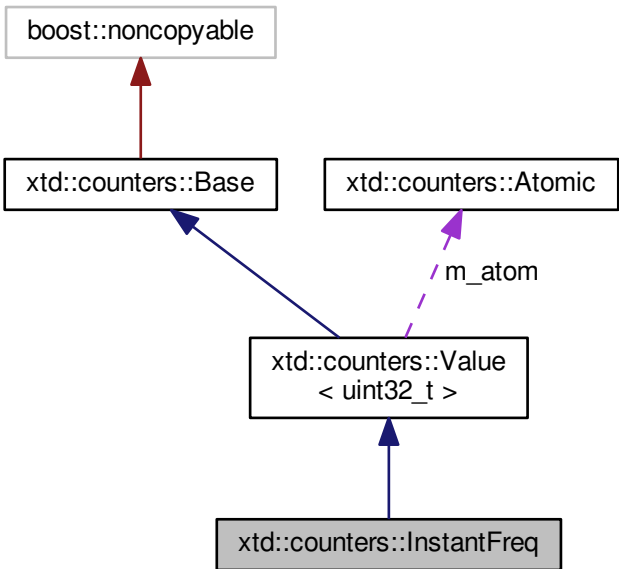 boost::noncopyable
xtd::counters::Base
xtd::counters::Atomic
m_atom
xtd::counters::Value
< uint32_t >
xtd::counters::InstantFreq